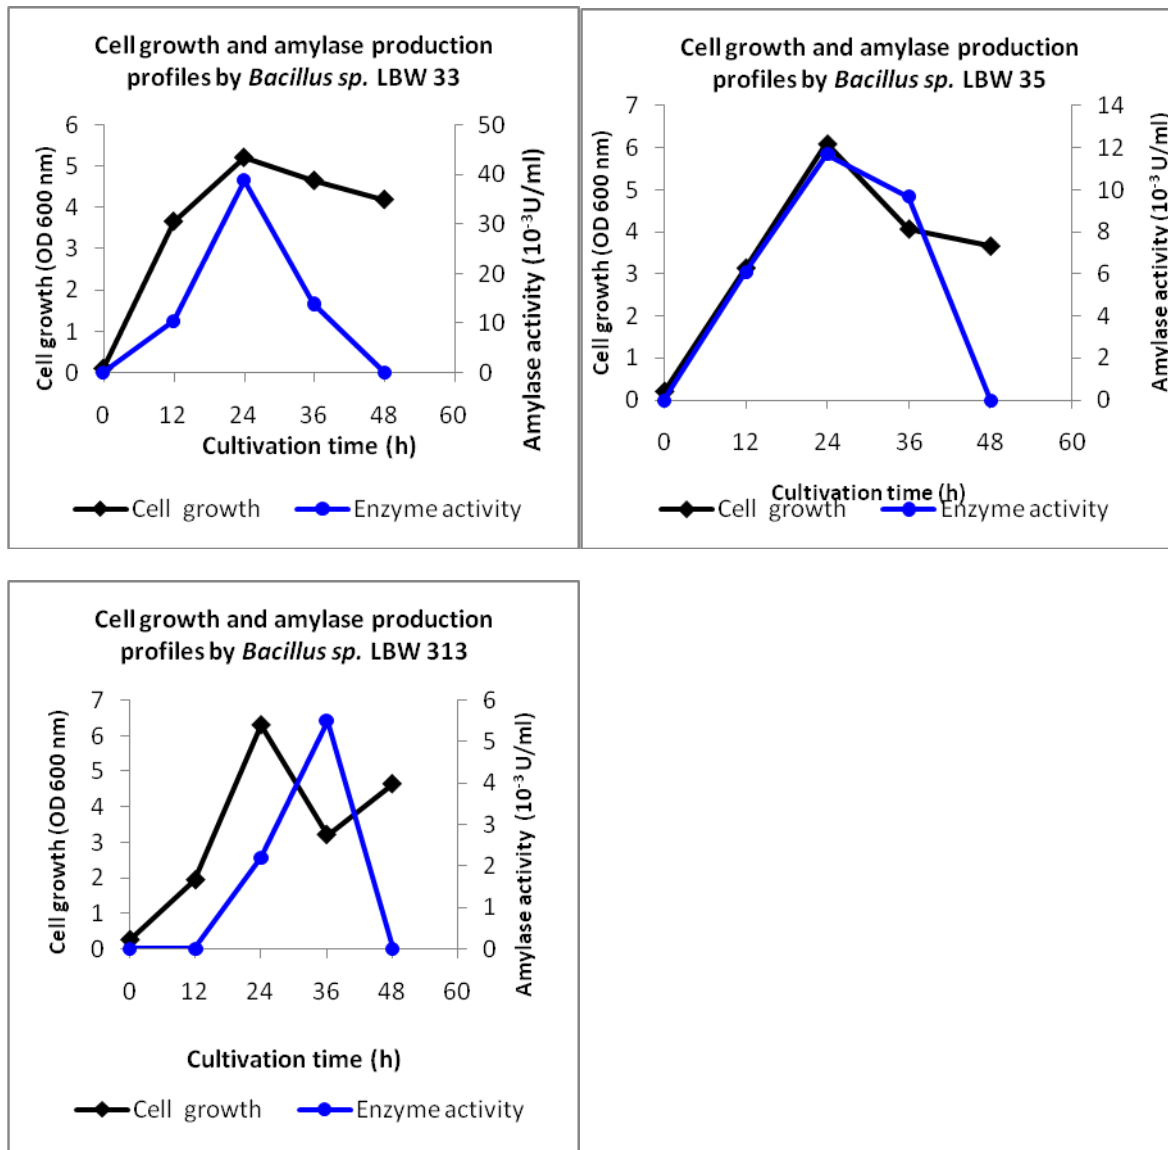 Cell growth and amylase production
profiles by Bacillus sp. LBW 33
Cell growth (OD 600 nm)
6
5
4
3
2
1
0
50
40
30
20
10
0
Amylase activity (10⁻³U/ml)
0 12 24 36 48 60
Cultivation time (h)
Cell growth Enzyme activity
Cell growth and amylase production
profiles by Bacillus sp. LBW 35
Cell growth (OD 600 nm)
7
6
5
4
3
2
1
0
14
12
10
8
6
4
2
0
Amylase activity (10⁻³U/ml)
0 12 24 36 48 60
Cultivation time (h)
Cell growth Enzyme activity
Cell growth and amylase production
profiles by Bacillus sp. LBW 313
Cell growth (OD 600 nm)
7
6
5
4
3
2
1
0
6
5
4
3
2
1
0
Amylase activity (10⁻³ U/ml)
0 12 24 36 48 60
Cultivation time (h)
Cell growth Enzyme activity